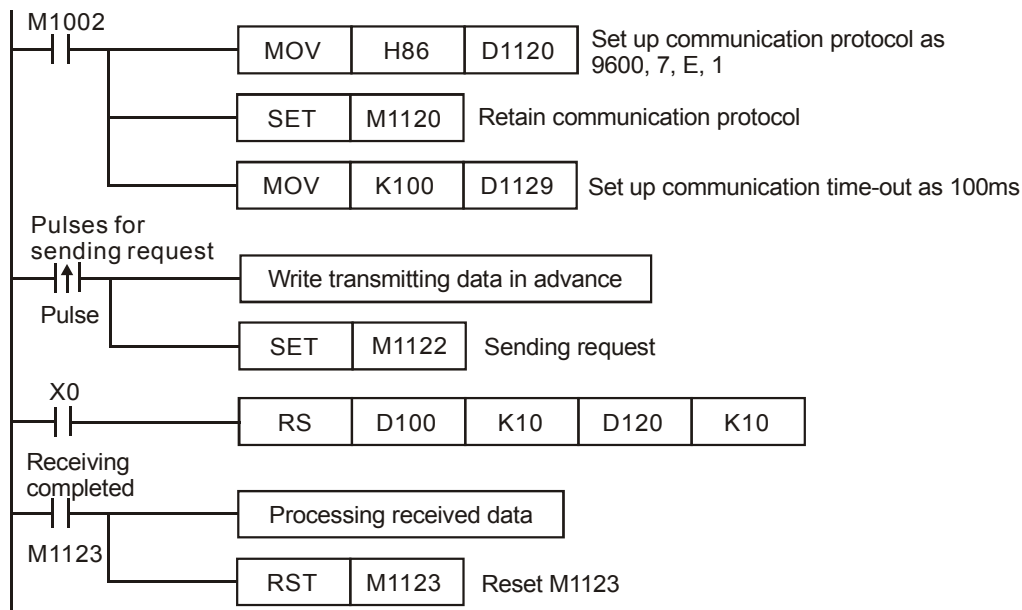 M1002
MOV H86 D1120 Set up communication protocol as
9600, 7, E, 1
SET M1120 Retain communication protocol
MOV K100 D1129 Set up communication time-out as 100ms
Pulses for
sending request
Write transmitting data in advance
Pulse
SET M1122 Sending request
X0
RS D100 K10 D120 K10
Receiving
completed
Processing received data
M1123
RST M1123 Reset M1123